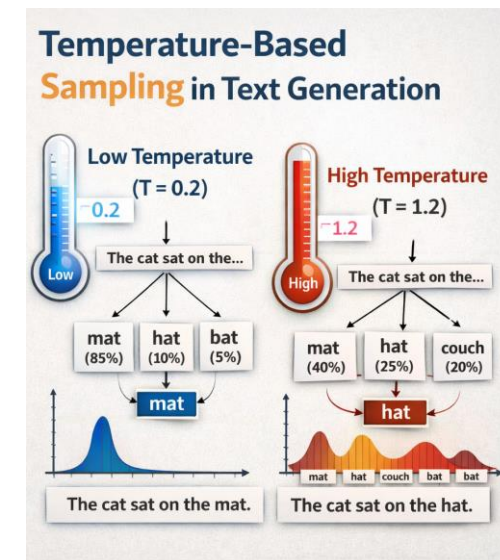 Temperature-Based
Sampling in Text Generation
Low Temperature
(T = 0.2)
0.2
Low
The cat sat on the...
mat
(85%)
hat
(10%)
bat
(5%)
mat
The cat sat on the mat.
High Temperature
(T = 1.2)
1.2
High
The cat sat on the...
mat
(40%)
hat
(25%)
couch
(20%)
hat
mat hat couch bat bat
The cat sat on the hat.